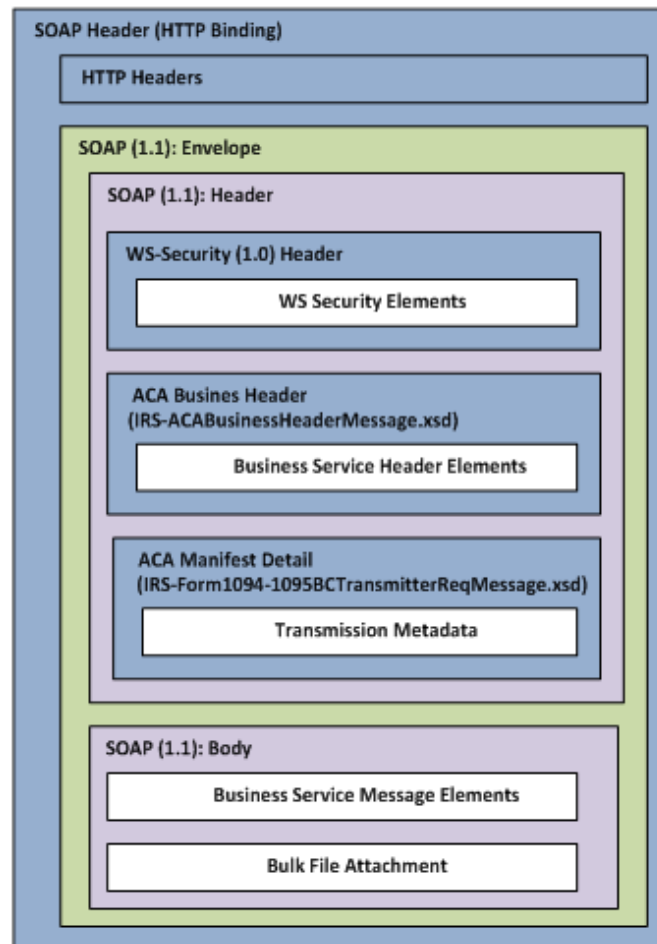 SOAP Header (HTTP Binding)
HTTP Headers
SOAP (1.1): Envelope
SOAP (1.1): Header
WS-Security (1.0) Header
WS Security Elements
ACA Busines Header
(IRS-ACABusinessHeaderMessage.xsd)
Business Service Header Elements
ACA Manifest Detail
(IRS-Form1094-1095BCTransmitterReqMessage.xsd)
Transmission Metadata
SOAP (1.1): Body
Business Service Message Elements
Bulk File Attachment